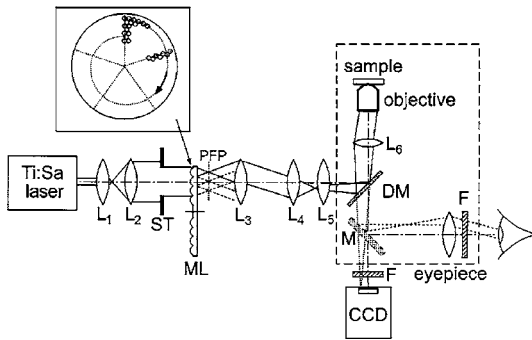 sample
objective
PFP
L6
Ti:Sa
laser
DM
L1
L2
ST
L3
L4
L5
F
M
ML
F
eyepiece
CCD